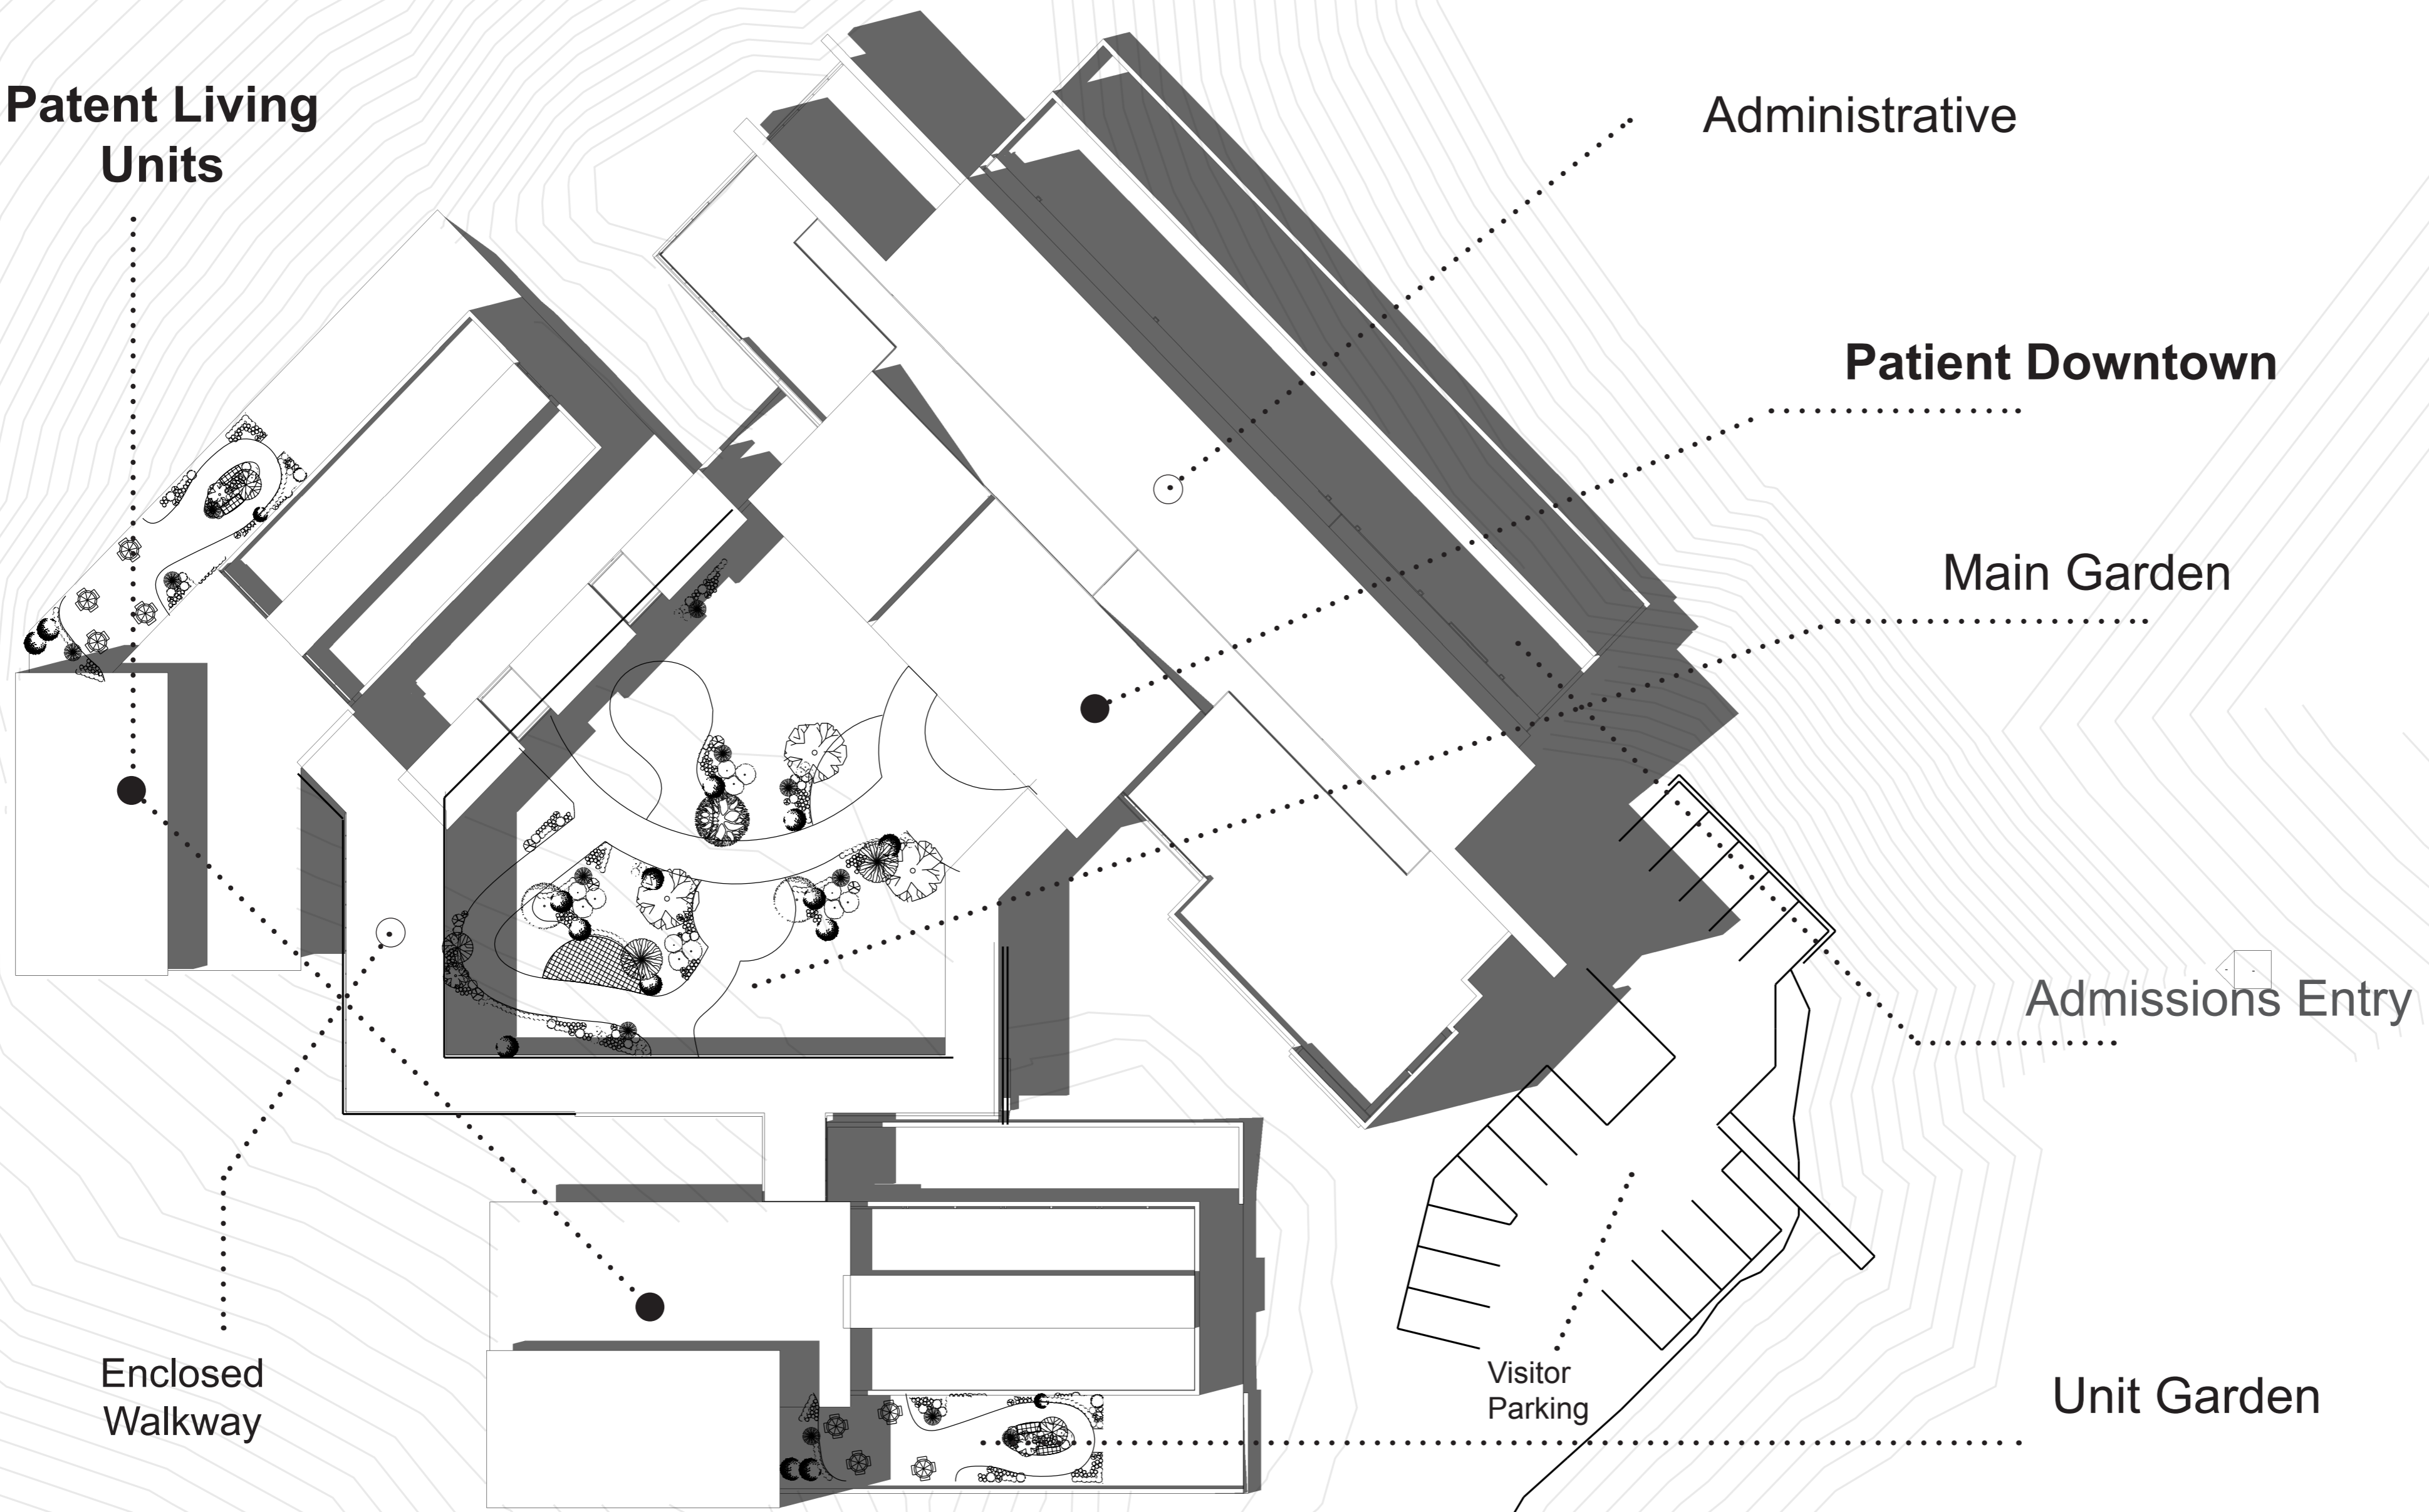 Patent Living
Units
Administrative
Patient Downtown
Main Garden
Admissions Entry
Enclosed
Walkway
Visitor
Parking
Unit Garden